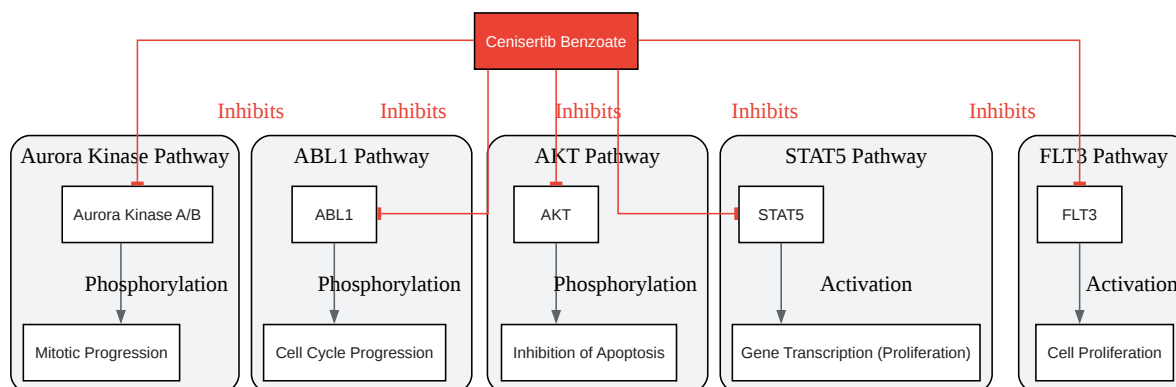 Cenisertib Benzoate
Inhibits
Inhibits
Inhibits
Inhibits
Inhibits
Aurora Kinase Pathway
ABL1 Pathway
AKT Pathway
STAT5 Pathway
FLT3 Pathway
Aurora Kinase A/B
ABL1
AKT
STAT5
FLT3
Phosphorylation
Phosphorylation
Phosphorylation
Activation
Activation
Mitotic Progression
Cell Cycle Progression
Inhibition of Apoptosis
Gene Transcription (Proliferation)
Cell Proliferation